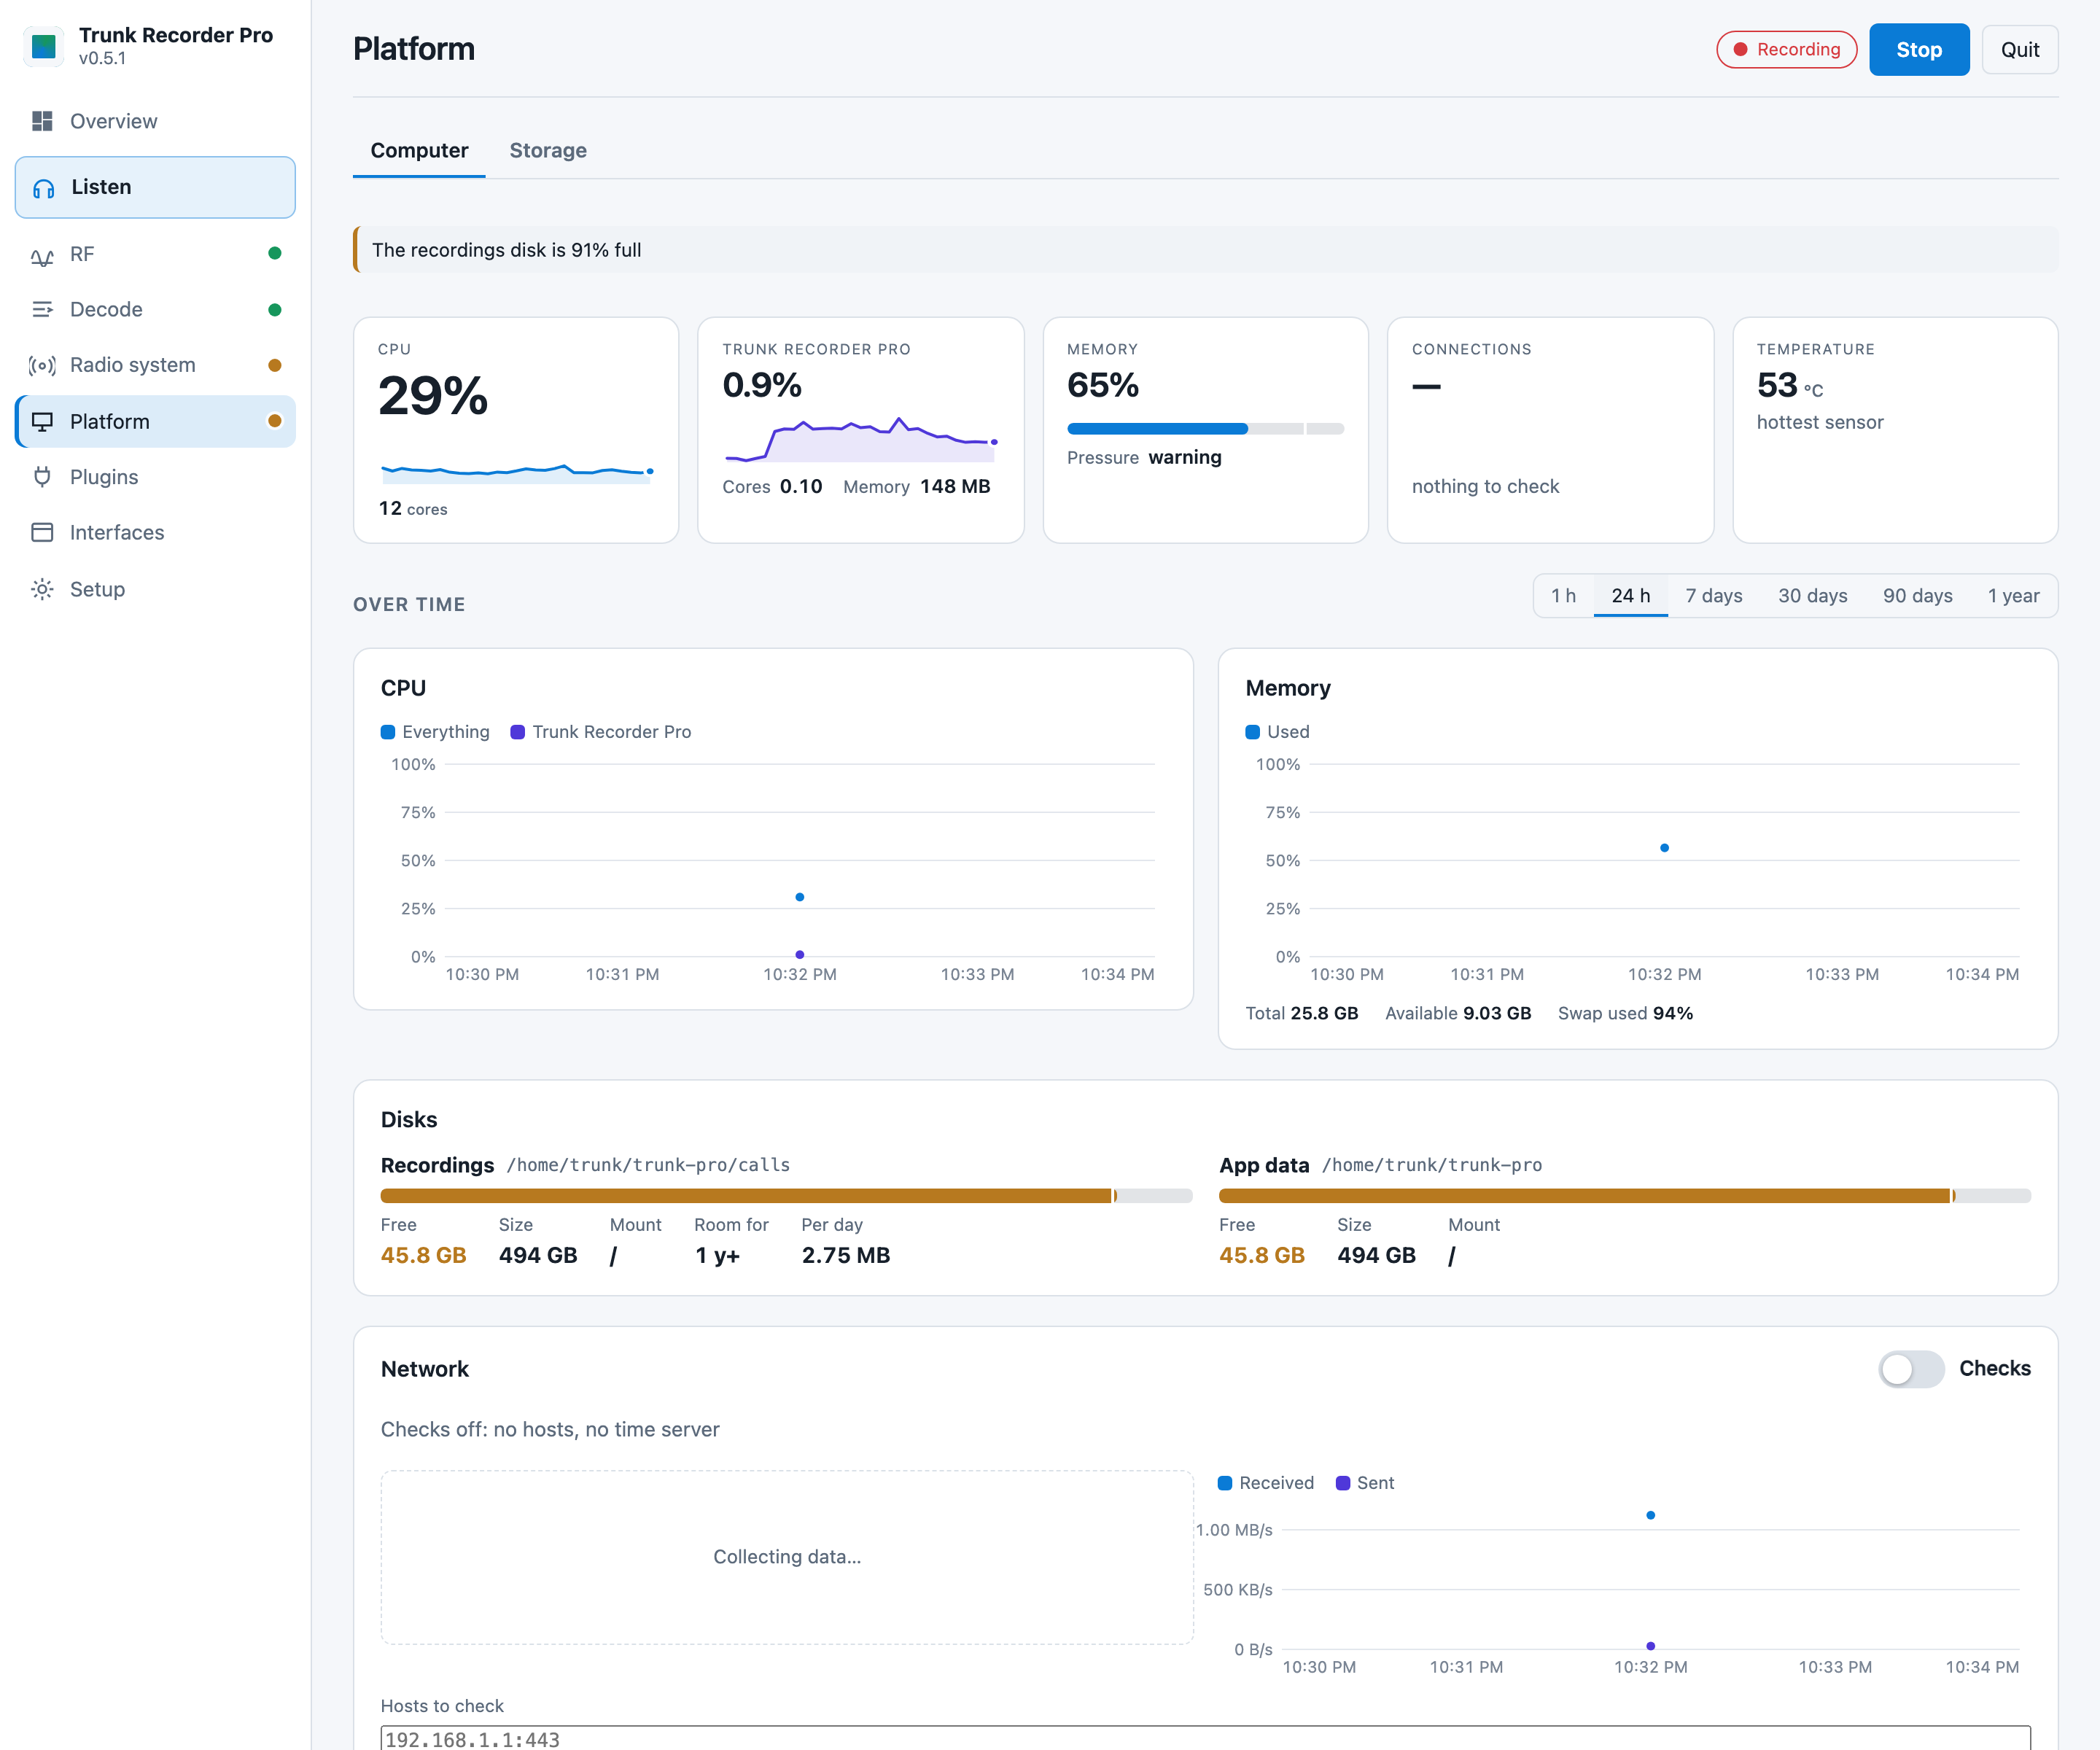 Trunk Recorder Pro
v0.5.1
Overview
Listen
RF
Decode
Radio system
Platform
Plugins
Interfaces
Setup
Platform
Recording
Stop
Quit
Computer
Storage
The recordings disk is 91% full
CPU
29%
12 cores
TRUNK RECORDER PRO
0.9%
Cores 0.10 Memory 148 MB
MEMORY
65%
Pressure warning
CONNECTIONS
—
nothing to check
TEMPERATURE
53 °C
hottest sensor
OVER TIME
1 h 24 h 7 days 30 days 90 days 1 year
CPU
Everything Trunk Recorder Pro
100%
75%
50%
25%
0%
10:30 PM 10:31 PM 10:32 PM 10:33 PM 10:34 PM
Memory
Used
100%
75%
50%
25%
0%
10:30 PM 10:31 PM 10:32 PM 10:33 PM 10:34 PM
Total 25.8 GB Available 9.03 GB Swap used 94%
Disks
Recordings /home/trunk/trunk-pro/calls
Free Size Mount Room for Per day
45.8 GB 494 GB / 1 y+ 2.75 MB
App data /home/trunk/trunk-pro
Free Size Mount
45.8 GB 494 GB /
Network
Checks
Checks off: no hosts, no time server
Collecting data...
Received Sent
1.00 MB/s
500 KB/s
0 B/s
10:30 PM 10:31 PM 10:32 PM 10:33 PM 10:34 PM
Hosts to check
192.168.1.1:443